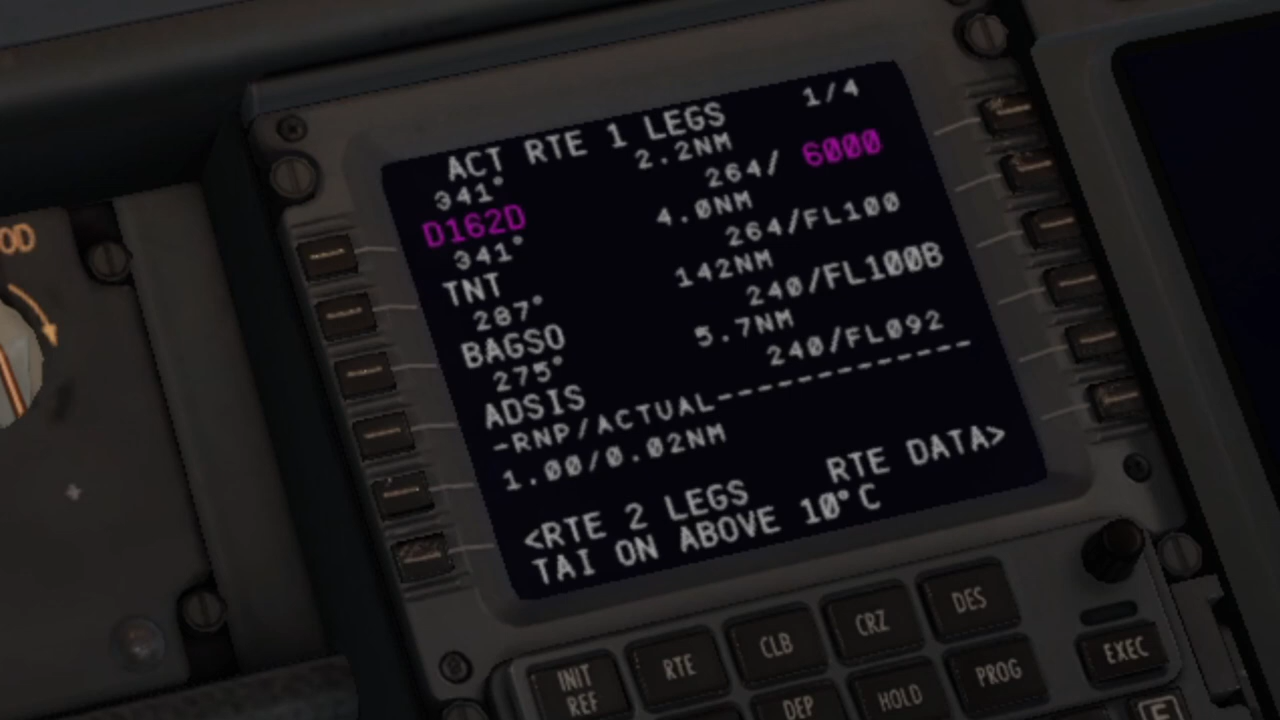 ACT RTE 1 LEGS 1/4
341° 2.2NM
D162D 264/ 6000
341° 4.0NM
TNT 264/FL100
287° 142NM
BAGSO 240/FL100B
275° 5.7NM
ADSIS 240/FL092
-RNP/ACTUAL-------------
1.00/0.02NM
<RTE 2 LEGS RTE DATA>
TAI ON ABOVE 10°C
INIT REF RTE CLB CRZ DES
DEP HOLD PROG EXEC
OD